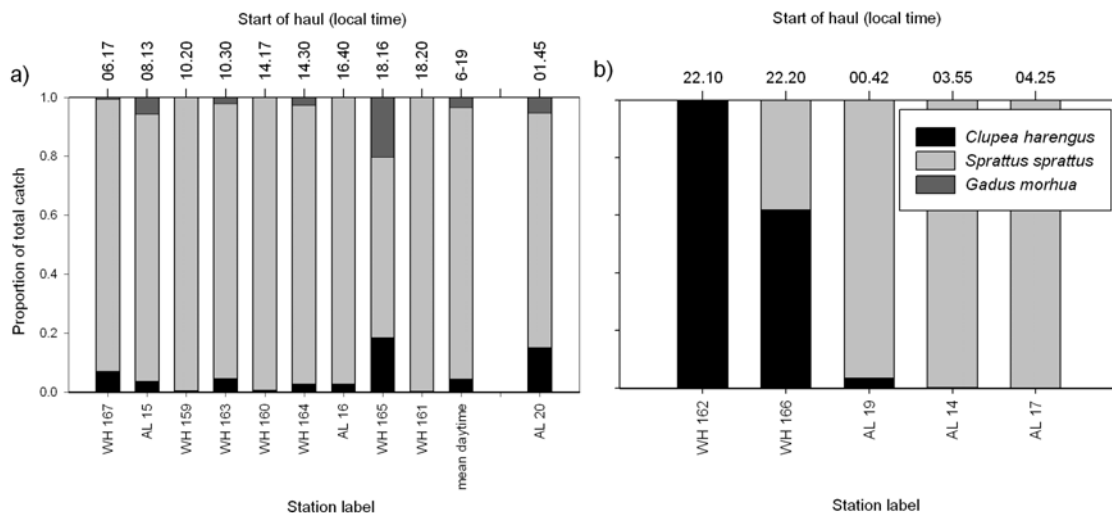 Start of haul (local time)
06.17 08.13 10.20 10.30 14.17 14.30 16.40 18.16 18.20 6-19 01.45
a)
Proportion of total catch
1.0
0.8
0.6
0.4
0.2
0.0
WH 167 AL 15 WH 159 WH 163 WH 160 WH 164 AL 16 WH 165 WH 161 mean daytime AL 20
Station label
Start of haul (local time)
b)
22.10 22.20 00.42 03.55 04.25
Clupea harengus
Sprattus sprattus
Gadus morhua
WH 162 WH 166 AL 19 AL 14 AL 17
Station label